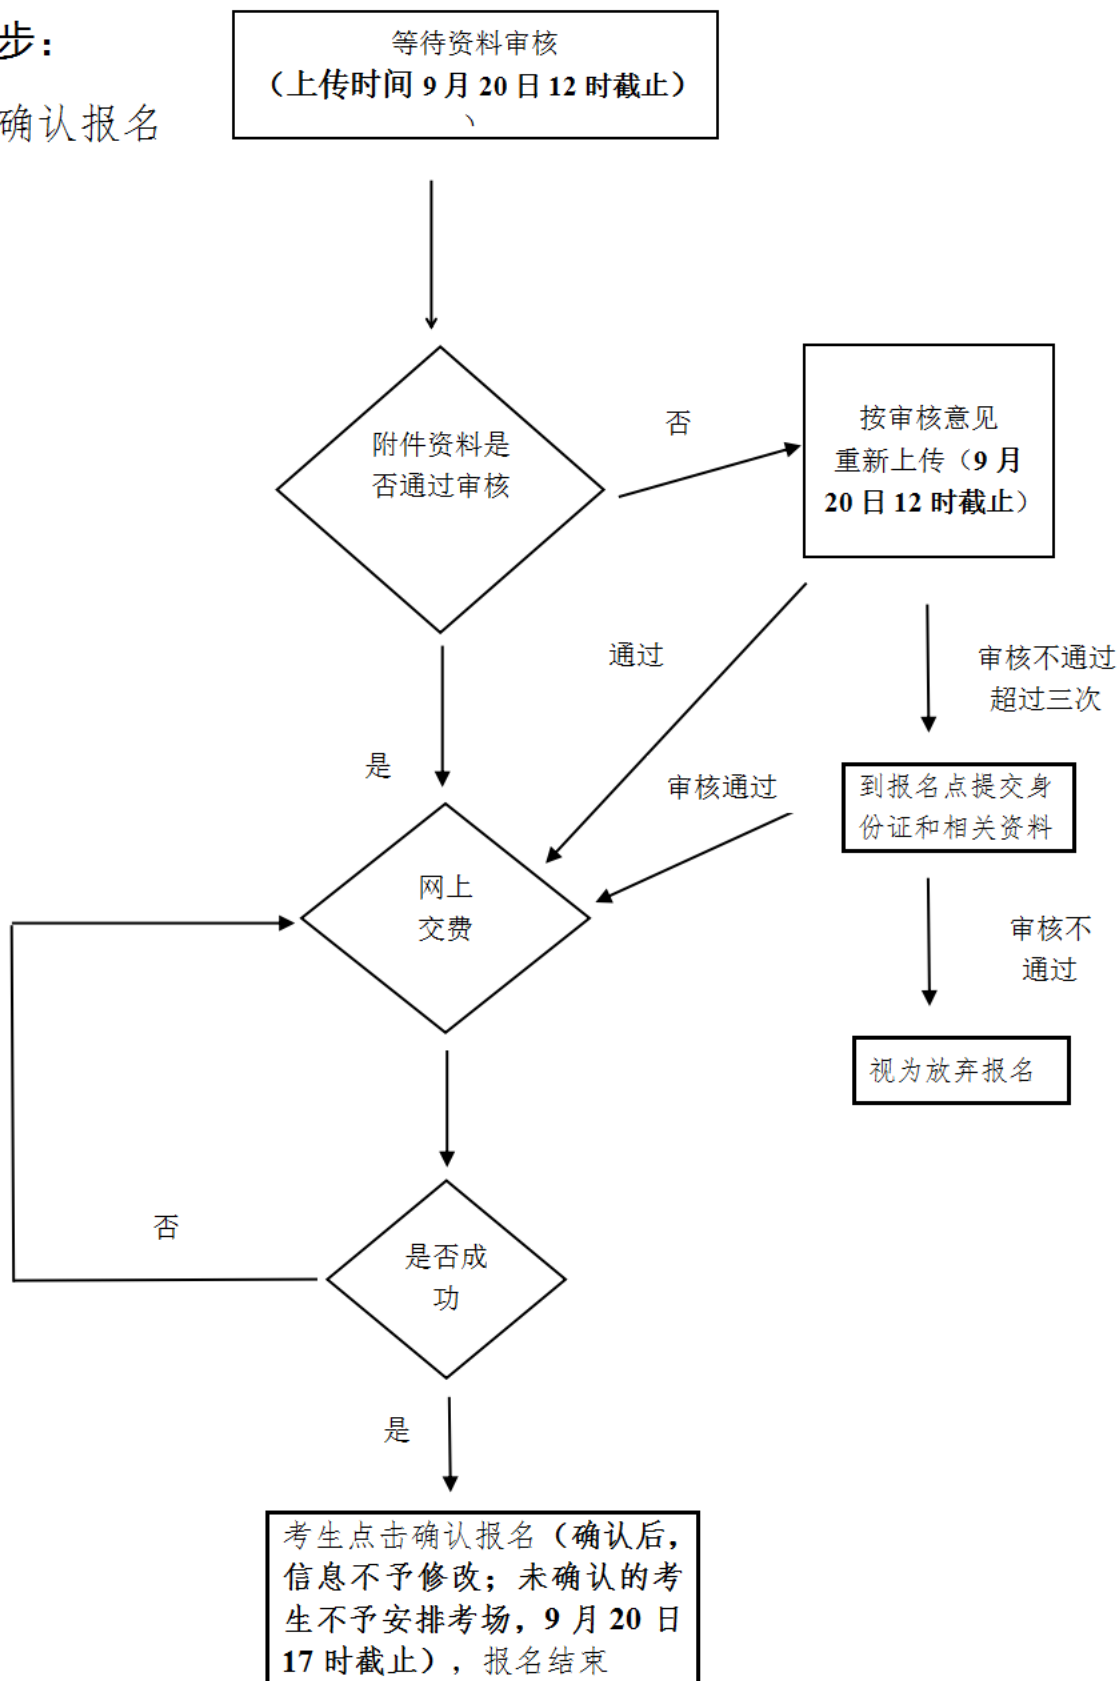 步：
确认报名
等待资料审核
（上传时间 9 月 20 日 12 时截止）
）
附件资料是
否通过审核
否
按审核意见
重新上传（9 月
20 日 12 时截止）
通过
审核不通过
超过三次
是
审核通过
到报名点提交身
份证和相关资料
网上
交费
审核不
通过
视为放弃报名
否
是否成
功
是
考生点击确认报名（确认后，
信息不予修改；未确认的考
生不予安排考场，9 月 20 日
17 时截止），报名结束